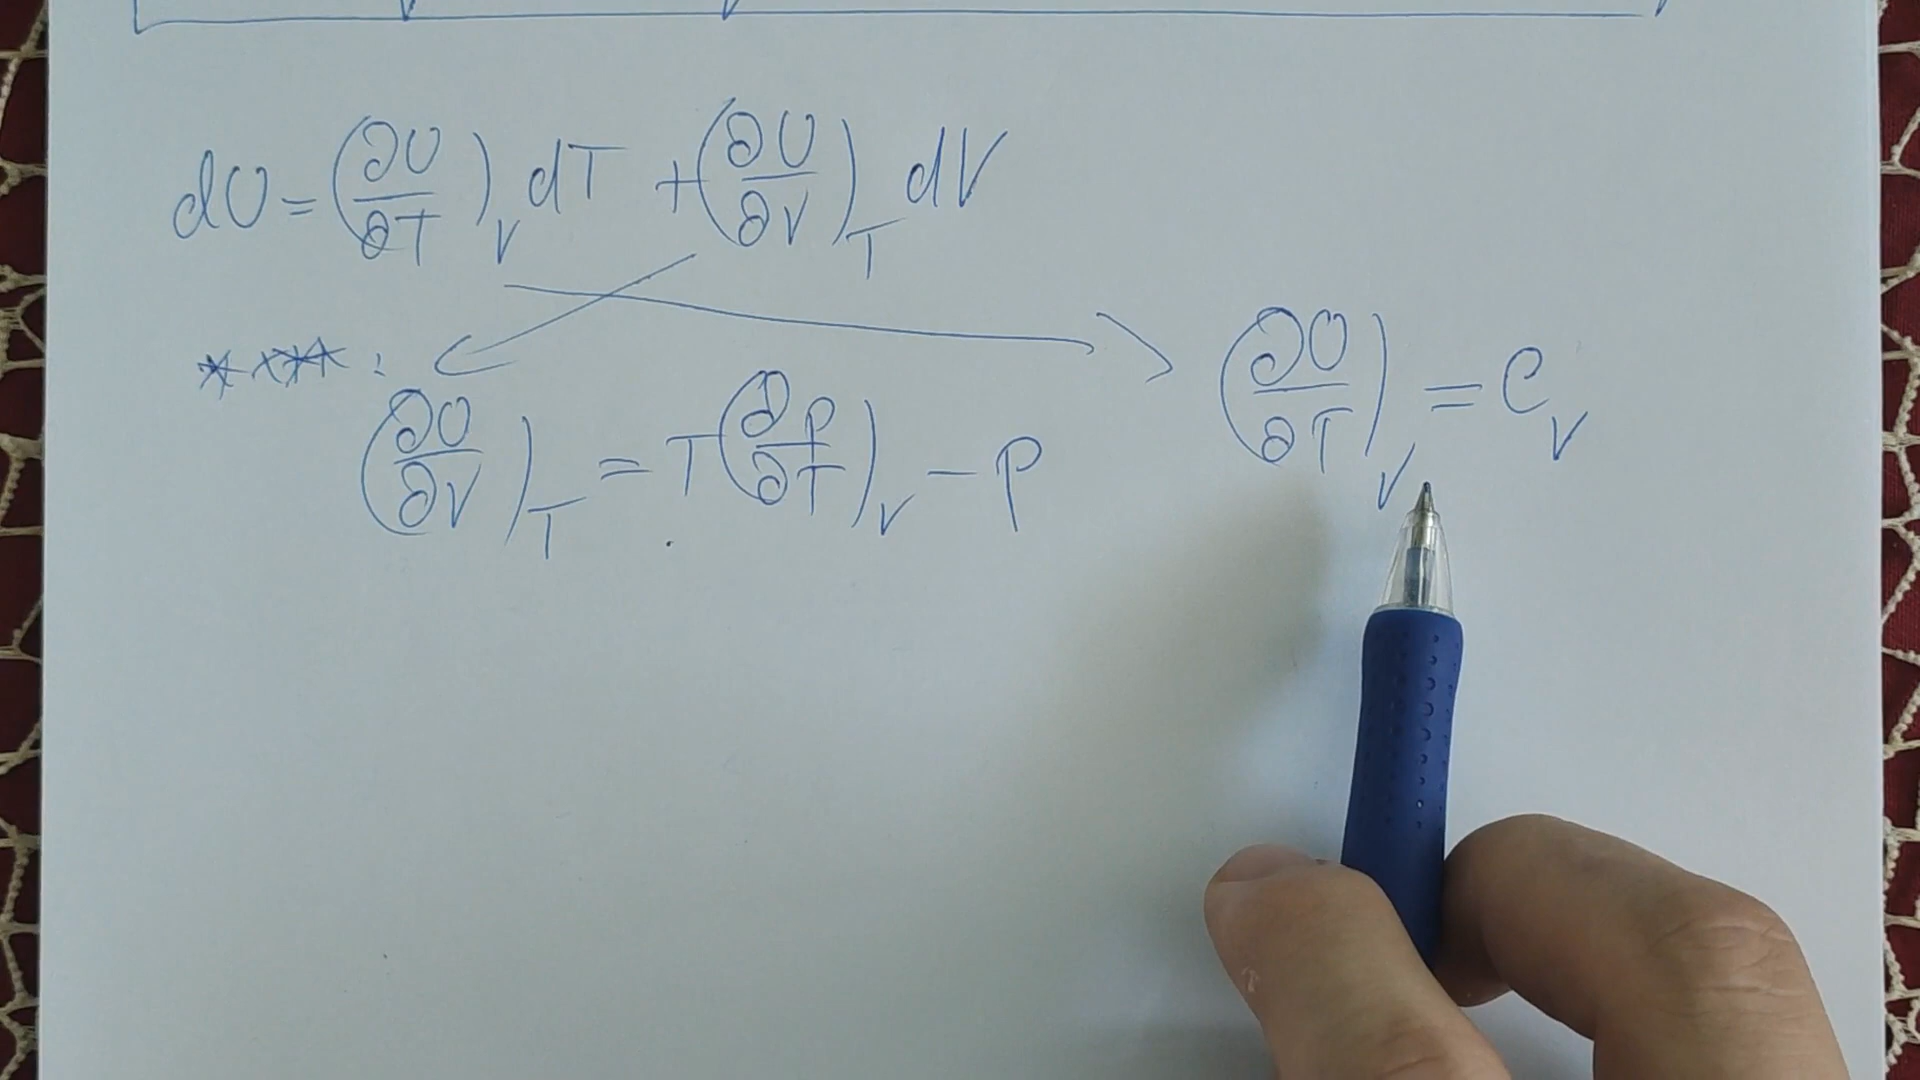 dU = (∂U/∂T)_V dT + (∂U/∂V)_T dV
(∂U/∂T)_V = C_V
**** :
(∂U/∂V)_T = T(∂p/∂T)_V - p